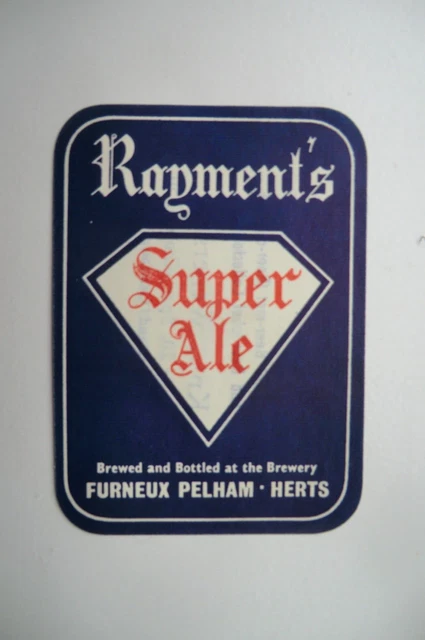 Rayment's
Super
Ale
Brewed and Bottled at the Brewery
FURNEUX PELHAM · HERTS